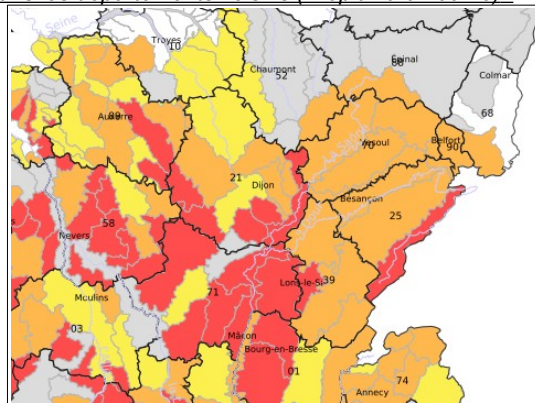 Seine
Troyes
10
Épinal
88
Chaumont
52
Colmar
68
Auxerre
89
Vesoul
70
Belfort
90
21
Dijon
Besançon
25
58
Nevers
Lons-le-S
39
71
Moulins
03
Mâcon
Bourg-en-Bresse
01
74
Annecy